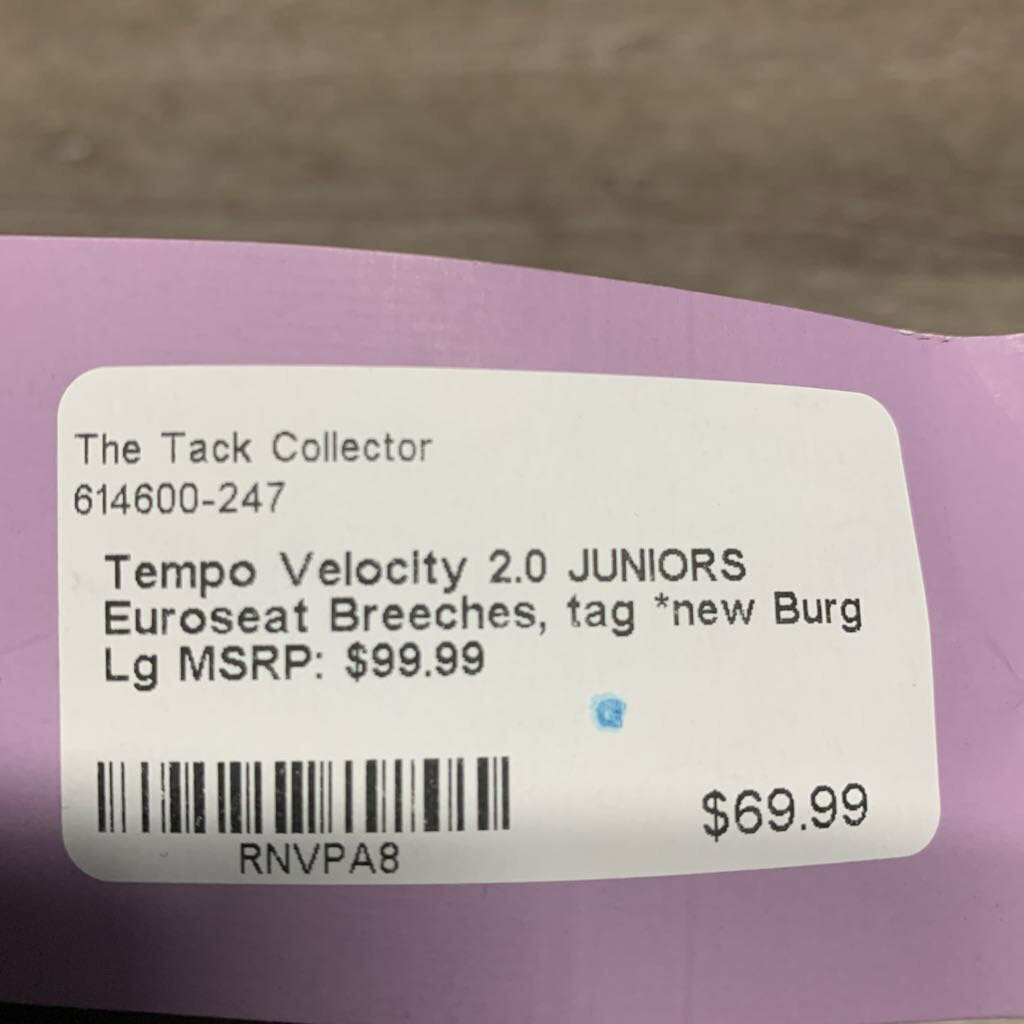 The Tack Collector
614600-247
Tempo Velocity 2.0 JUNIORS
Euroseat Breeches, tag *new Burg
Lg MSRP: $99.99
$69.99
RNVPA8